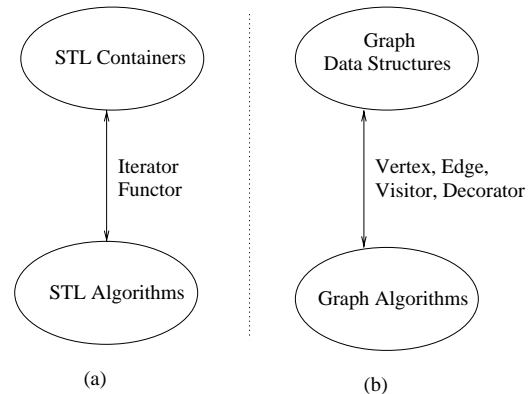 STL Containers
Iterator
Functor
STL Algorithms
(a)
Graph
Data Structures
Vertex, Edge,
Visitor, Decorator
Graph Algorithms
(b)